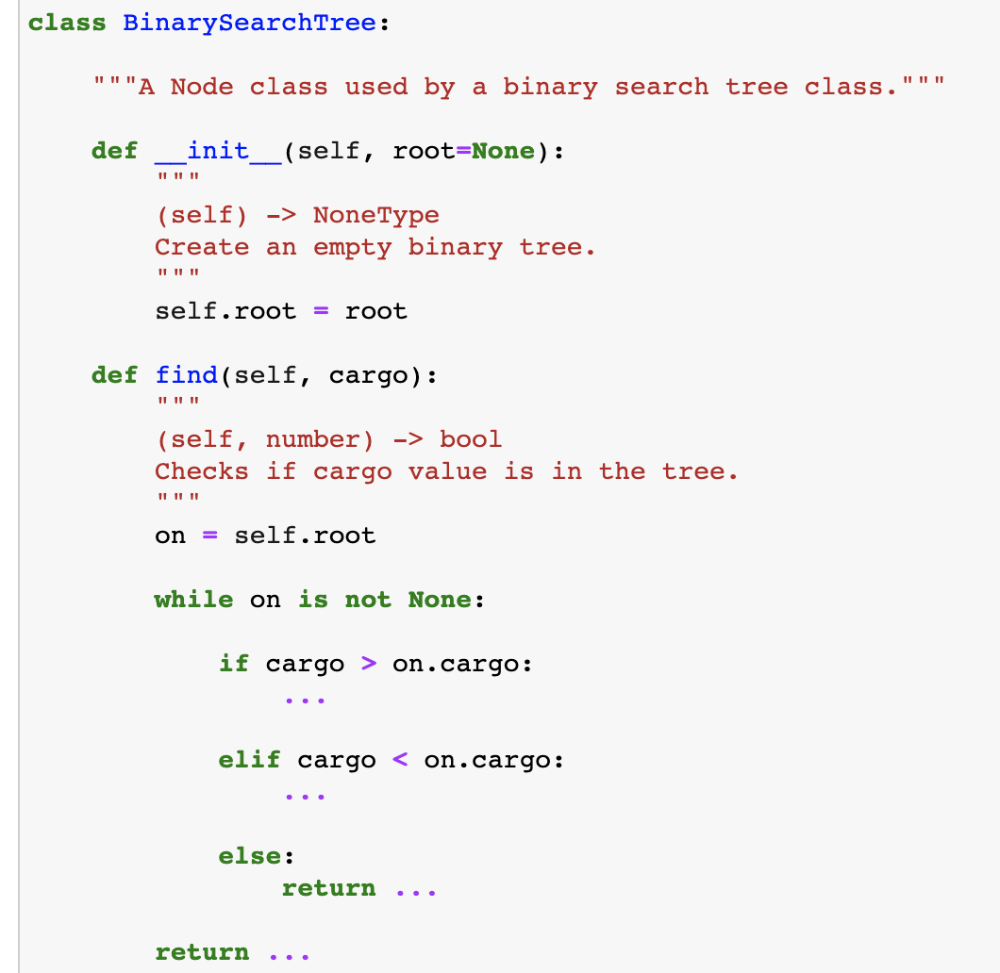 class BinarySearchTree:
    """A Node class used by a binary search tree class."""
    def __init__(self, root=None):
        """
        (self) -> NoneType
        Create an empty binary tree.
        """
        self.root = root
    def find(self, cargo):
        """
        (self, number) -> bool
        Checks if cargo value is in the tree.
        """
        on = self.root
        while on is not None:
            if cargo > on.cargo:
                ...
            elif cargo < on.cargo:
                ...
            else:
                return ...
        return ...